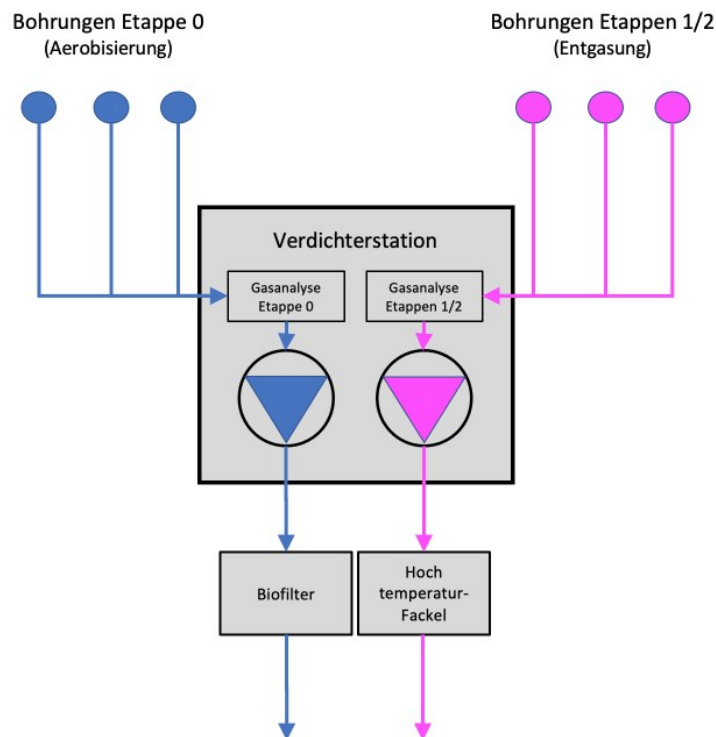 Bohrungen Etappe 0
(Aerobisierung)
Bohrungen Etappen 1/2
(Entgasung)
Verdichterstation
Gasanalyse
Etappe 0
Gasanalyse
Etappen 1/2
Biofilter
Hoch
temperatur-
Fackel